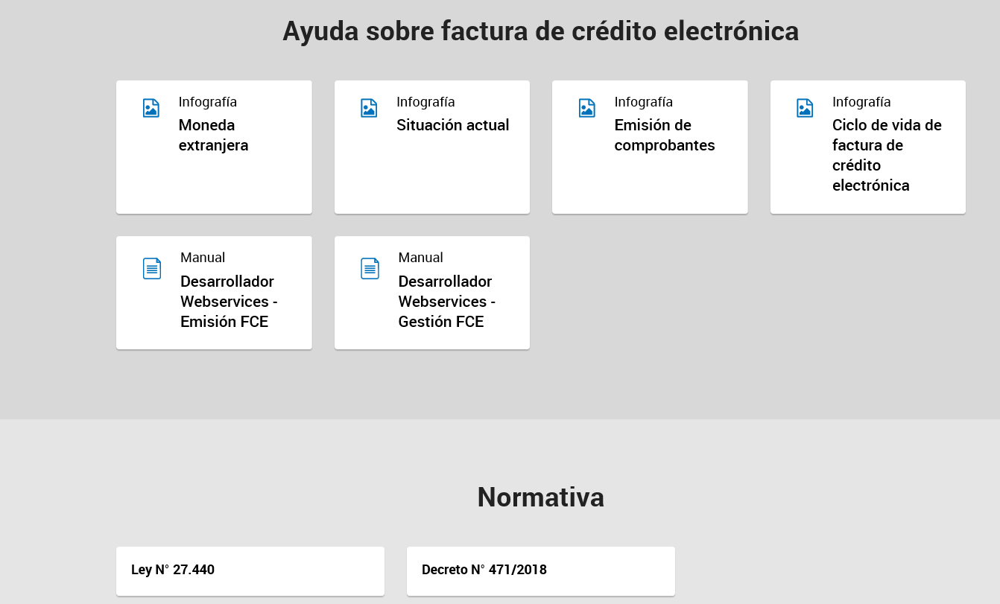 Ayuda sobre factura de crédito electrónica
Infografía
Moneda
extranjera
Infografía
Situación actual
Infografía
Emisión de
comprobantes
Infografía
Ciclo de vida de
factura de
crédito
electrónica
Manual
Desarrollador
Webservices -
Emisión FCE
Manual
Desarrollador
Webservices -
Gestión FCE
Normativa
Ley N° 27.440
Decreto N° 471/2018